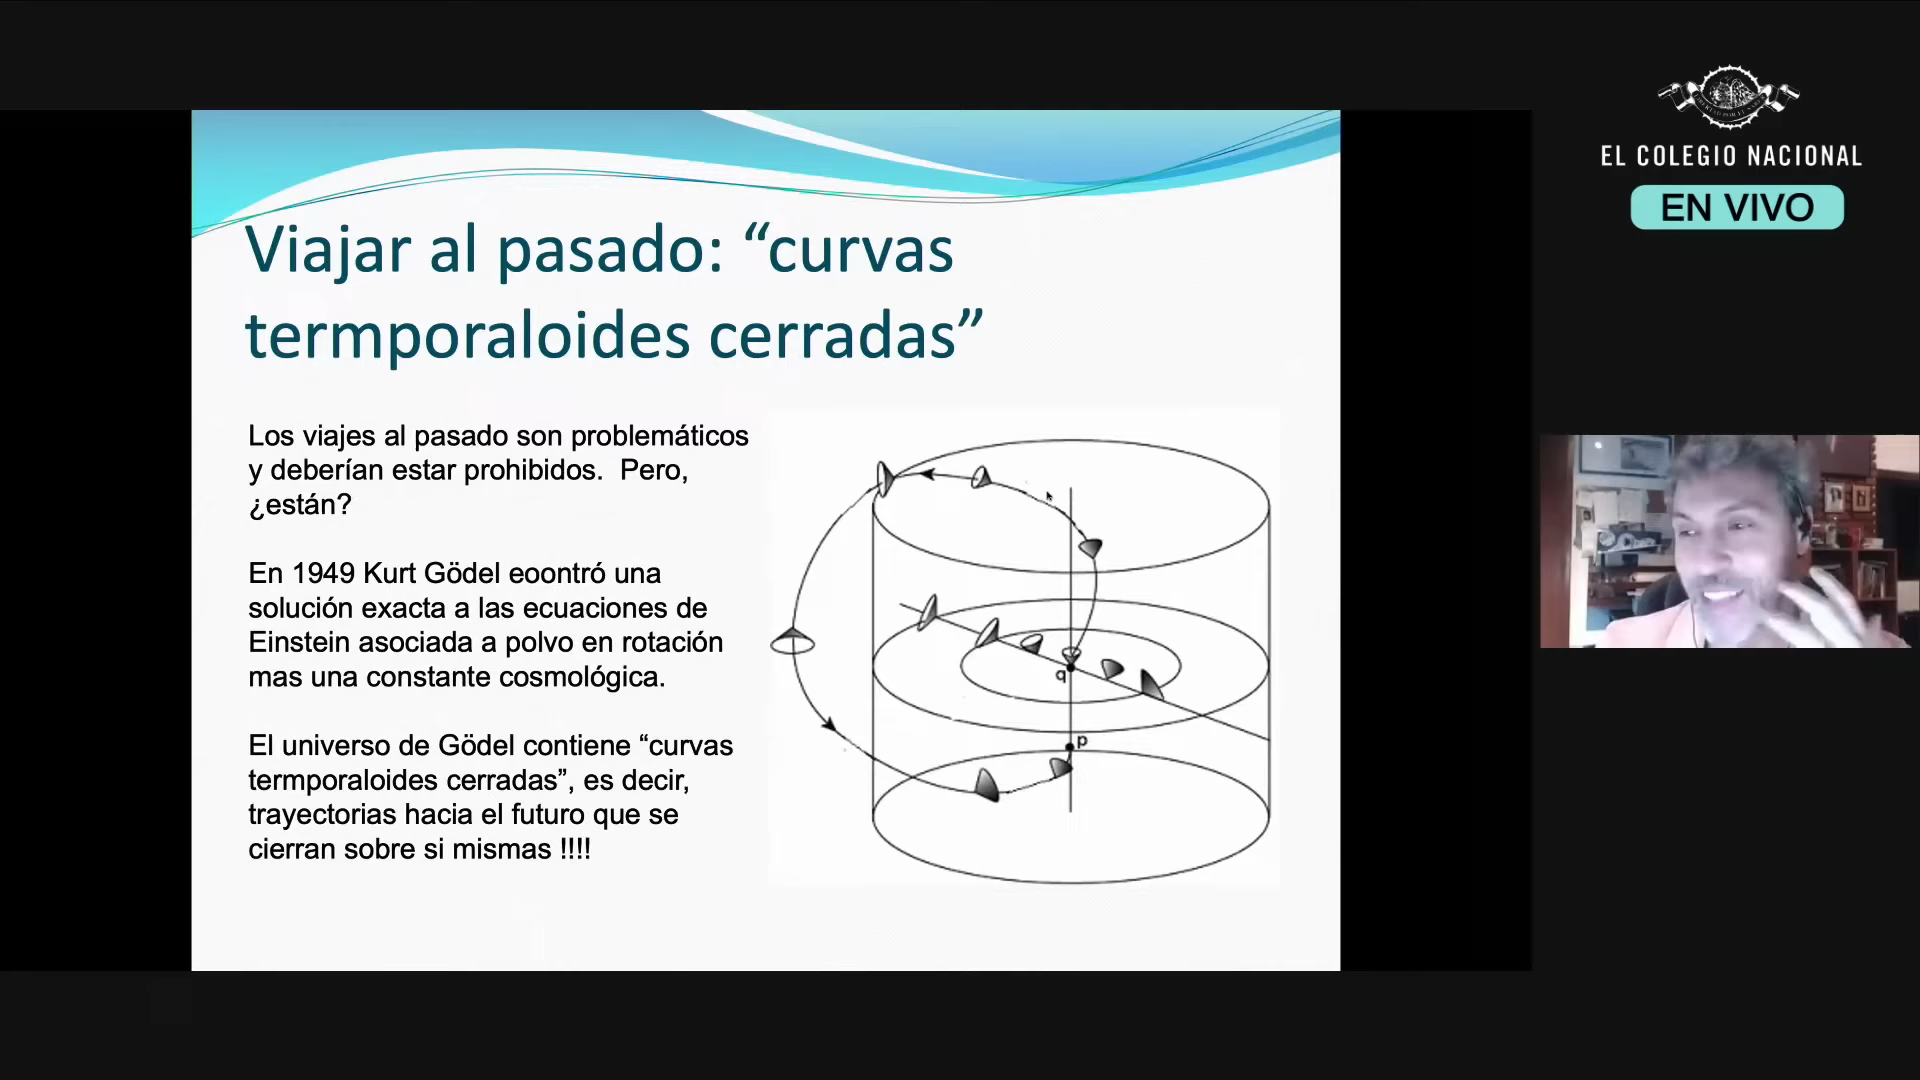 EL COLEGIO NACIONAL
EN VIVO
Viajar al pasado: “curvas
termporaloides cerradas”
Los viajes al pasado son problemáticos
y deberían estar prohibidos.  Pero,
¿están?
En 1949 Kurt Gödel eoontró una
solución exacta a las ecuaciones de
Einstein asociada a polvo en rotación
mas una constante cosmológica.
El universo de Gödel contiene “curvas
termporaloides cerradas”, es decir,
trayectorias hacia el futuro que se
cierran sobre si mismas !!!!
q
p